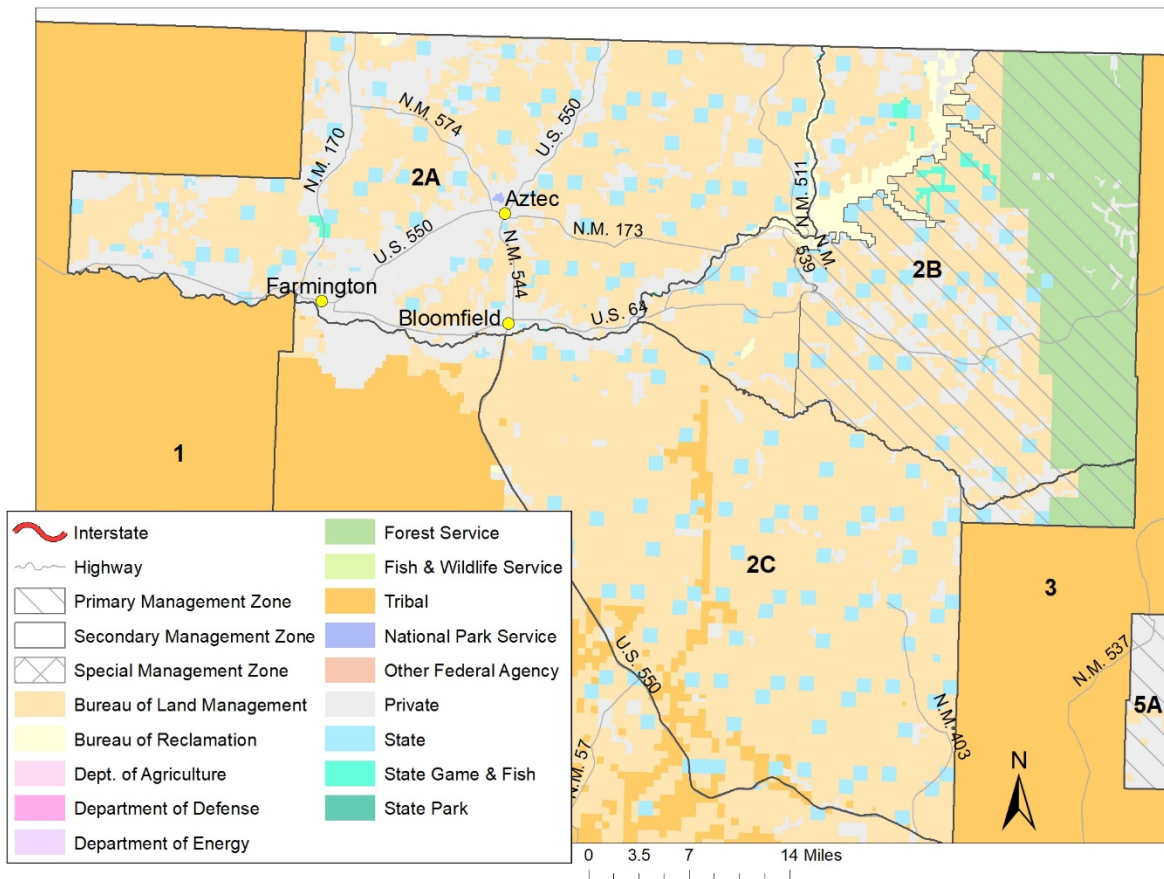 N.M. 170
N.M. 574
U.S. 550
N.M. 511
2A
Aztec
U.S. 550
N.M. 544
N.M. 173
N.M.
539
2B
Farmington
Bloomfield
U.S. 64
1
2C
3
U.S. 550
N.M. 57
N.M. 403
N.M. 537
5A
N
Interstate
Highway
Primary Management Zone
Secondary Management Zone
Special Management Zone
Bureau of Land Management
Bureau of Reclamation
Dept. of Agriculture
Department of Defense
Department of Energy
Forest Service
Fish & Wildlife Service
Tribal
National Park Service
Other Federal Agency
Private
State
State Game & Fish
State Park
0 3.5 7 14 Miles